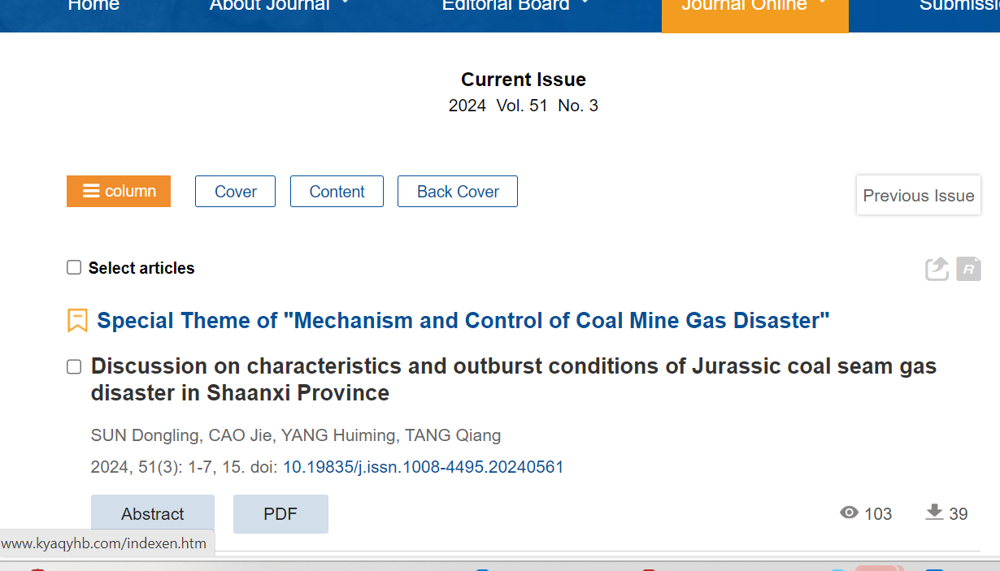 Home About Journal Editorial Board Journal Online Submissi
Current Issue
2024 Vol. 51 No. 3
column Cover Content Back Cover Previous Issue
Select articles R
Special Theme of "Mechanism and Control of Coal Mine Gas Disaster"
Discussion on characteristics and outburst conditions of Jurassic coal seam gas
disaster in Shaanxi Province
SUN Dongling, CAO Jie, YANG Huiming, TANG Qiang
2024, 51(3): 1-7, 15. doi: 10.19835/j.issn.1008-4495.20240561
Abstract PDF 103 39
www.kyaqyhb.com/indexen.htm